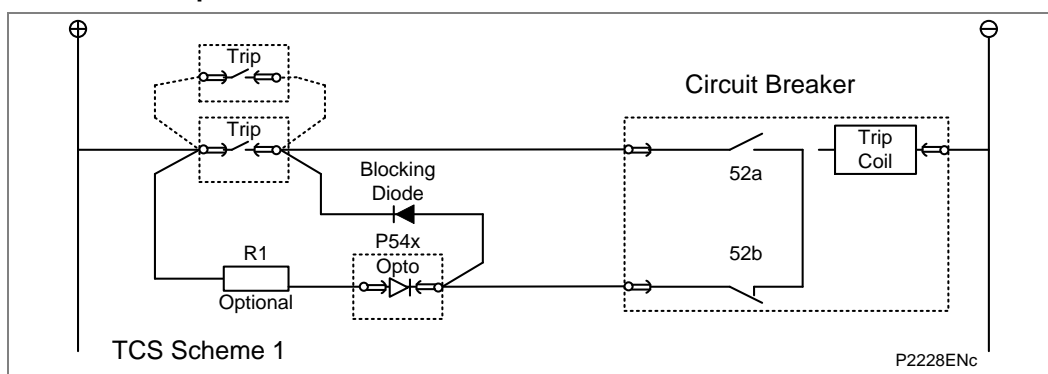 Trip
Circuit Breaker
Trip
Trip
Coil
Blocking
Diode
52a
P54x
R1
Opto
52b
Optional
TCS Scheme 1
P2228ENc